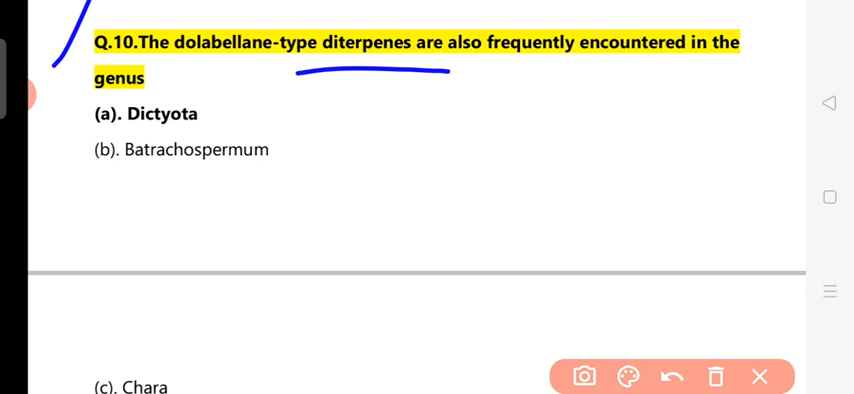 Q.10.The dolabellane-type diterpenes are also frequently encountered in the
genus
(a). Dictyota
(b). Batrachospermum
(c). Chara